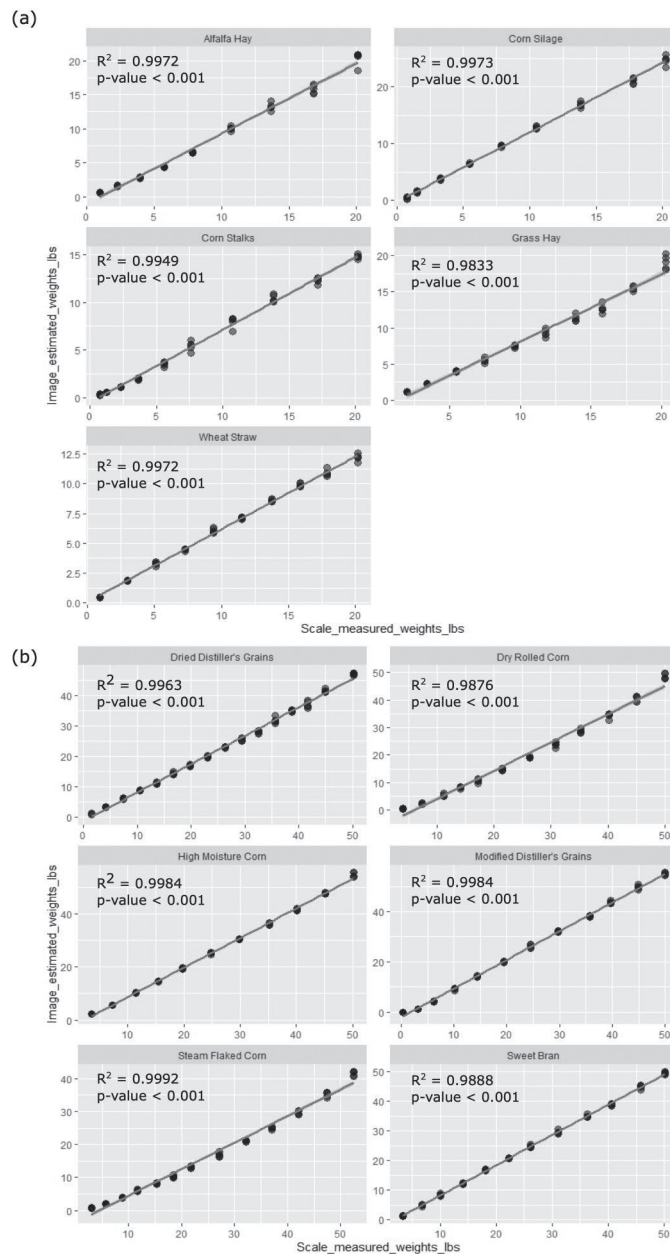 (a)
Alfalfa Hay
R² = 0.9972
p-value < 0.001
20
15
10
5
0
0 5 10 15 20
Corn Silage
R² = 0.9973
p-value < 0.001
20
10
0
0 5 10 15 20
Image_estimated_weights_lbs
Corn Stalks
R² = 0.9949
p-value < 0.001
15
10
5
0
0 5 10 15 20
Grass Hay
R² = 0.9833
p-value < 0.001
20
15
10
5
0
5 10 15 20
Wheat Straw
R² = 0.9972
p-value < 0.001
12.5
10.0
7.5
5.0
2.5
0.0
0 5 10 15 20
Scale_measured_weights_lbs
(b)
Dried Distiller's Grains
R² = 0.9963
p-value < 0.001
40
30
20
10
0
0 10 20 30 40 50
Dry Rolled Corn
R² = 0.9876
p-value < 0.001
50
40
30
20
10
0
10 20 30 40 50
Image_estimated_weights_lbs
High Moisture Corn
R² = 0.9984
p-value < 0.001
40
20
0
10 20 30 40 50
Modified Distiller's Grains
R² = 0.9984
p-value < 0.001
40
20
0
0 10 20 30 40 50
Steam Flaked Corn
R² = 0.9992
p-value < 0.001
40
30
20
10
0
10 20 30 40 50
Sweet Bran
R² = 0.9888
p-value < 0.001
50
40
30
20
10
0
10 20 30 40 50
Scale_measured_weights_lbs